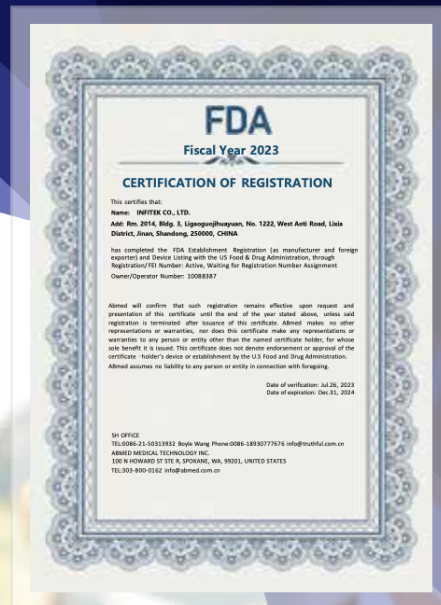 FDA
Fiscal Year 2023
CERTIFICATION OF REGISTRATION
This certifies that:
Name: INFITEK CO., LTD.
Add: Rm. 2014, Bldg. 3, Ligaoguojihuayuan, No. 1222, West Aoti Road, Lixia
District, Jinan, Shandong, 250000, CHINA
has completed the FDA Establishment Registration (as manufacturer and foreign
exporter) and Device Listing with the US Food & Drug Administration, through
Registration/FEI Number: Active, Waiting for Registration Number Assignment
Owner/Operator Number: 10088387
Abmed will confirm that such registration remains effective upon request and
presentation of this certificate until the end of the year stated above, unless said
registration is terminated after issuance of this certificate. Abmed makes no other
representations or warranties, nor does this certificate make any representations or
warranties to any person or entity other than the named certificate holder, for whose
sole benefit it is issued. This certificate does not denote endorsement or approval of the
certificate -holder's device or establishment by the U.S Food and Drug Administration.
ABmed assumes no liability to any person or entity in connection with foregoing.
Date of verification: Jul.26, 2023
Date of expiration: Dec.31, 2024
SH OFFICE
TEL:0086-21-50313932 Boyle Wang Phone:0086-18930777676 info@truthful.com.cn
ABMED MEDICAL TECHNOLOGY INC.
100 N HOWARD ST STE R, SPOKANE, WA, 99201, UNITED STATES
TEL:303-800-0162 info@abmed.com.cn